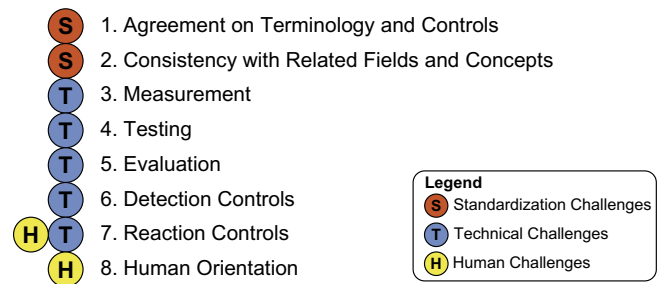 S 1. Agreement on Terminology and Controls
S 2. Consistency with Related Fields and Concepts
T 3. Measurement
T 4. Testing
T 5. Evaluation
T 6. Detection Controls
H T 7. Reaction Controls
H 8. Human Orientation
Legend
S Standardization Challenges
T Technical Challenges
H Human Challenges